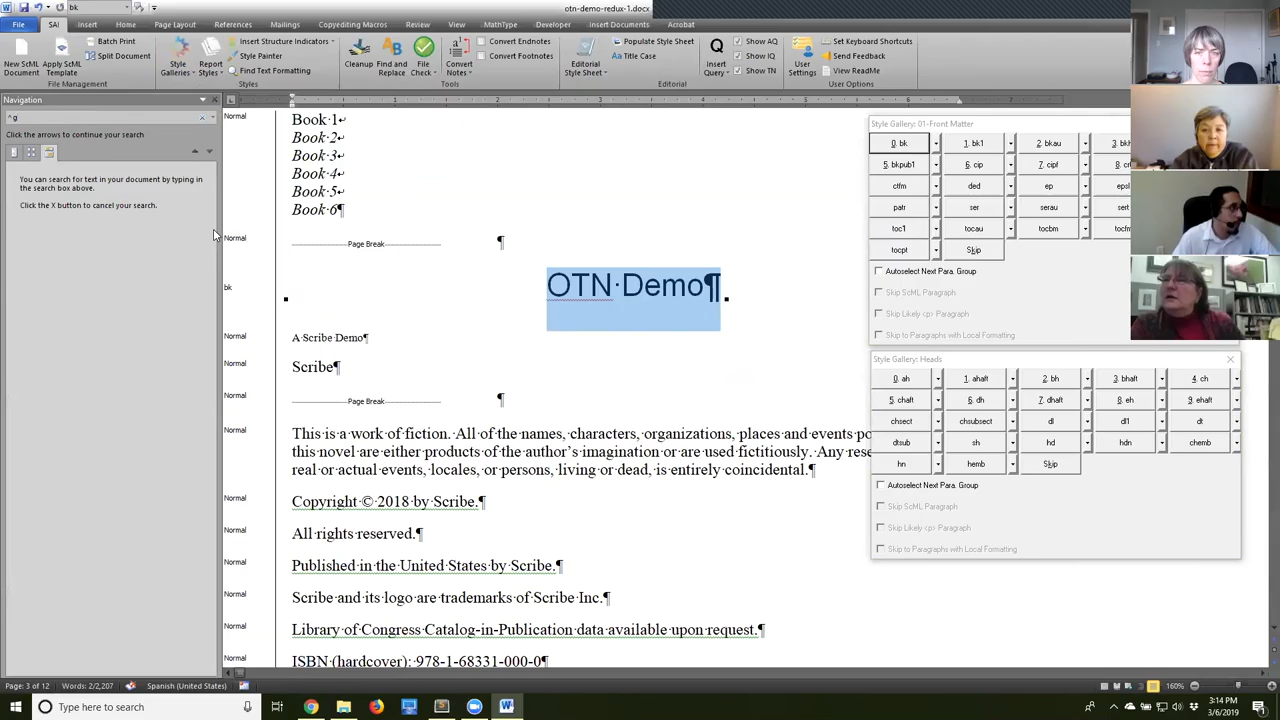 bk
otn-demo-redux-1.docx
File
SAI
Insert
Home
Page Layout
References
Mailings
Copyediting Macros
Review
View
MathType
Developer
Insert Documents
Acrobat
New ScML Document
Apply ScML Template
Batch Print
Split Document
File Management
Style Galleries
Report Styles
Insert Structure Indicators
Style Painter
Find Text Formatting
Styles
Cleanup
Find and Replace
File Check
Convert Notes
Convert Endnotes
Convert Footnotes
Tools
Editorial Style Sheet
Populate Style Sheet
Title Case
Insert Query
Show AQ
Show IQ
Show TN
Editorial
User Settings
Set Keyboard Shortcuts
Send Feedback
View ReadMe
User Options
Navigation
^g
Click the arrows to continue your search
You can search for text in your document by typing in
the search box above.
Click the X button to cancel your search.
1 2 3 4 5 6 7
Normal
Book·1
Book·2
Book·3
Book·4
Book·5
Book·6¶
Normal
Page Break
¶
bk
OTN·Demo¶
Normal
A·Scribe·Demo¶
Normal
Scribe¶
Normal
Page Break
¶
Normal
This·is·a·work·of·fiction.·All·of·the·names,·characters,·organizations,·places·and·events·po
this·novel·are·either·products·of·the·author's·imagination·or·are·used·fictitiously.·Any·rese
real·or·actual·events,·locales,·or·persons,·living·or·dead,·is·entirely·coincidental.¶
Normal
Copyright·©·2018·by·Scribe.¶
Normal
All·rights·reserved.¶
Normal
Published·in·the·United·States·by·Scribe.¶
Normal
Scribe·and·its·logo·are·trademarks·of·Scribe·Inc.¶
Normal
Library·of·Congress·Catalog-in-Publication·data·available·upon·request.¶
Normal
ISBN·(hardcover):·978-1-68331-000-0¶
Style Gallery: 01-Front Matter
0. bk
1. bk1
2. bkau
3. bkh
5. bkpub1
6. cip
7. cipf
8. cr
ctfm
ded
ep
epsl
patr
ser
serau
sert
toc1
tocau
tocbm
tocfm
tocpt
Skip
Autoselect Next Para. Group
Skip ScML Paragraph
Skip Likely <p> Paragraph
Skip to Paragraphs with Local Formatting
Style Gallery: Heads
0. ah
1. ahaft
2. bh
3. bhaft
4. ch
5. chaft
6. dh
7. dhaft
8. eh
9. ehaft
chsect
chsubsect
dl
dl1
dt
dtsub
sh
hd
hdn
chemb
hn
hemb
Skip
Autoselect Next Para. Group
Skip ScML Paragraph
Skip Likely <p> Paragraph
Skip to Paragraphs with Local Formatting
Page: 3 of 12
Words: 2/2,207
Spanish (United States)
160%
Type here to search
3:14 PM
3/6/2019